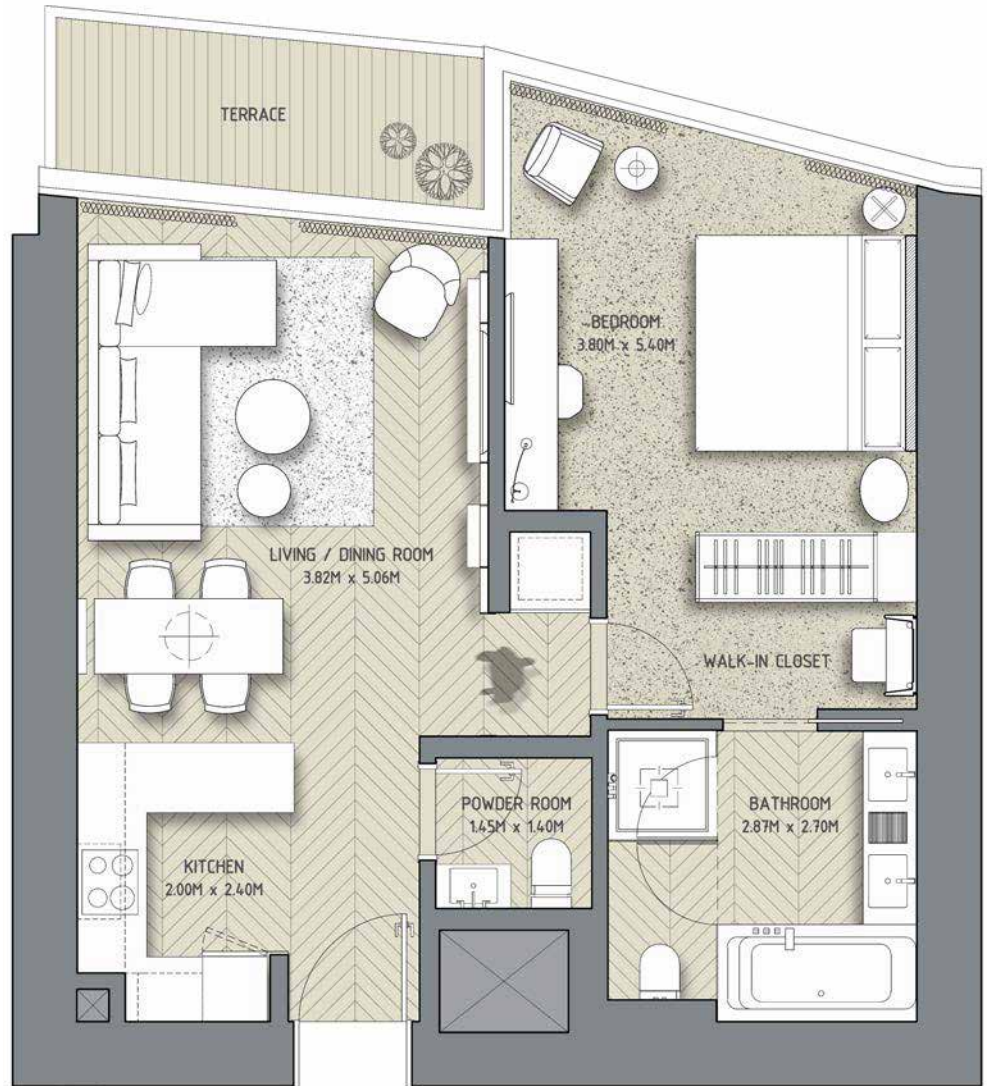 TERRACE
BEDROOM
3.80M x 5.40M
LIVING / DINING ROOM
3.82M x 5.06M
WALK-IN CLOSET
POWDER ROOM
1.45M x 1.40M
BATHROOM
2.87M x 2.70M
KITCHEN
2.00M x 2.40M